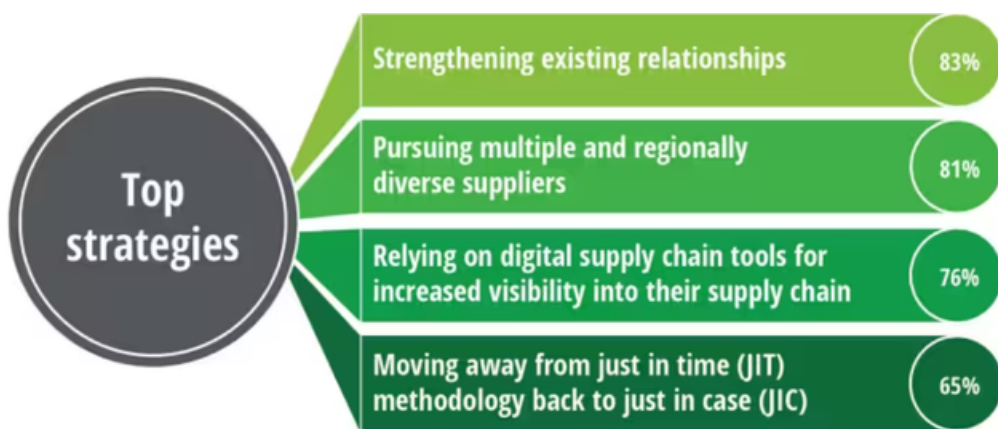 Top
strategies
Strengthening existing relationships
83%
Pursuing multiple and regionally
diverse suppliers
81%
Relying on digital supply chain tools for
increased visibility into their supply chain
76%
Moving away from just in time (JIT)
methodology back to just in case (JIC)
65%